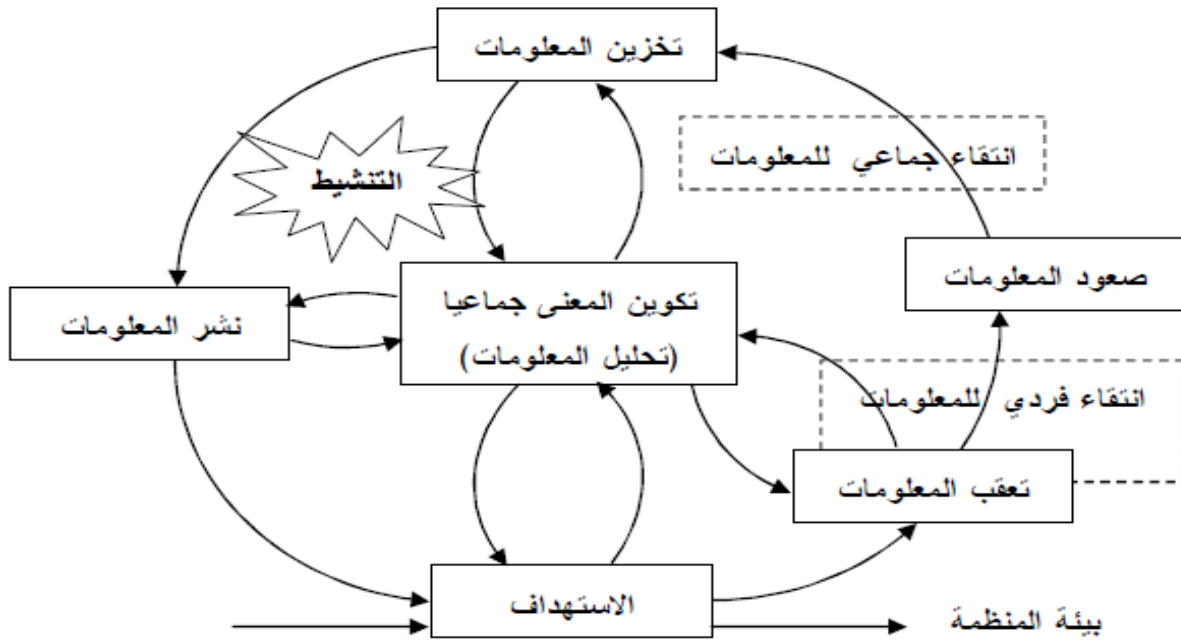 تخزين المعلومات
انتقاء جماعي للمعلومات
التنشيط
صعود المعلومات
تكوين المعنى جماعيا
(تحليل المعلومات)
نشر المعلومات
انتقاء فردي للمعلومات
تعقب المعلومات
الاستهداف
بيئة المنظمة